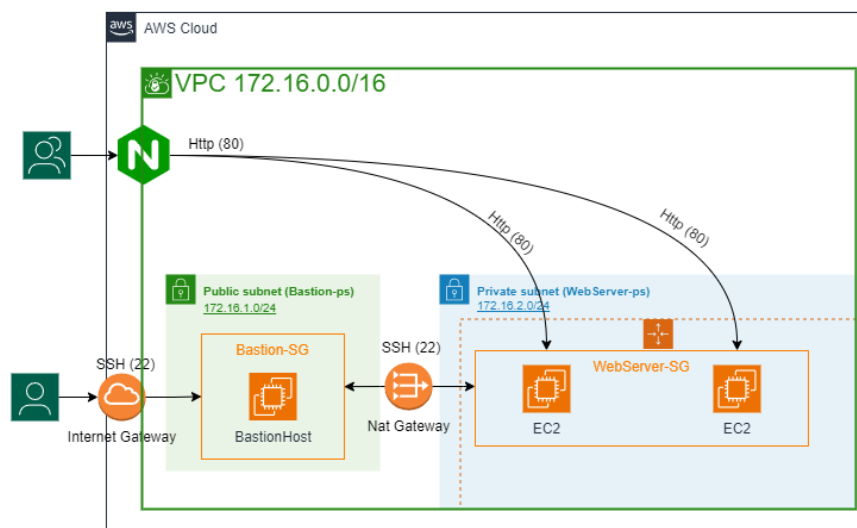 aws
AWS Cloud
VPC 172.16.0.0/16
N
Http (80)
Http (80)
Http (80)
Public subnet (Bastion-ps)
172.16.1.0/24
Private subnet (WebServer-ps)
172.16.2.0/24
SSH (22)
Bastion-SG
SSH (22)
WebServer-SG
Internet Gateway
BastionHost
Nat Gateway
EC2
EC2